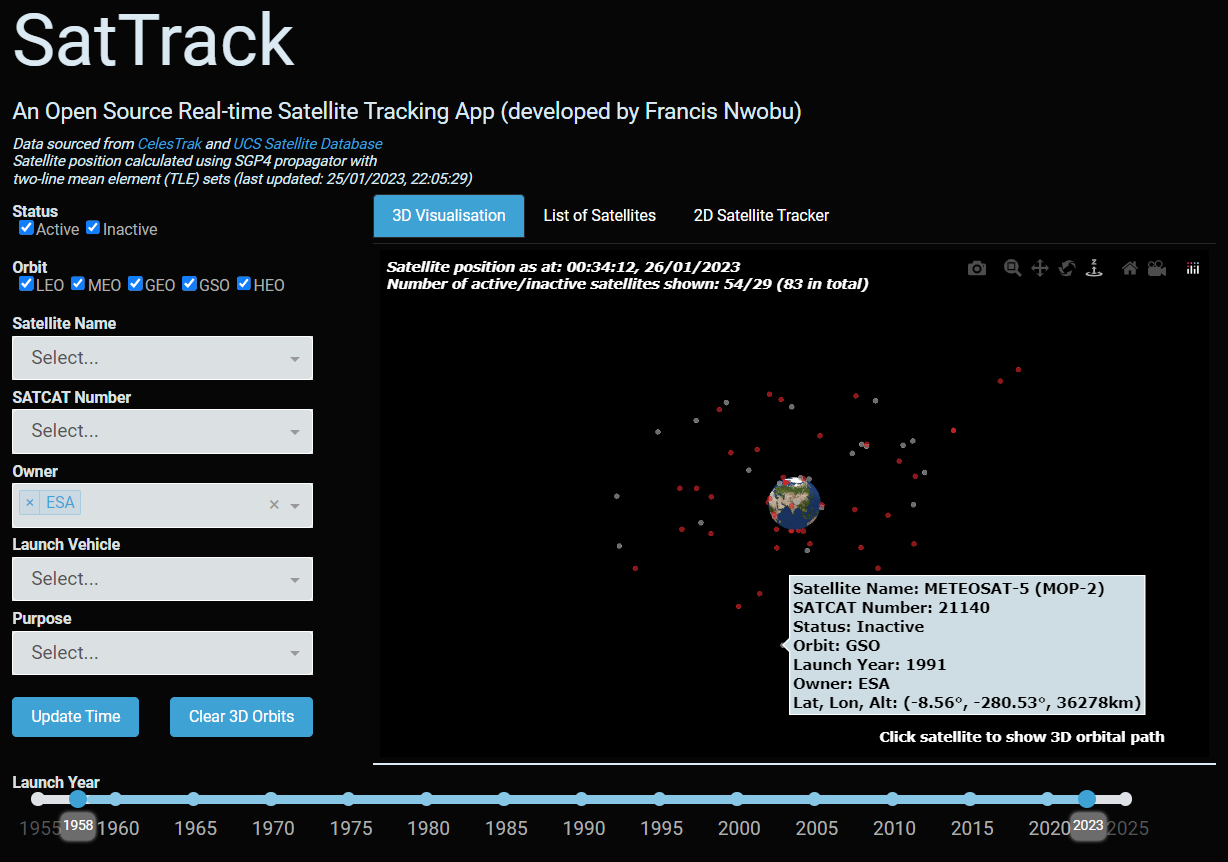 SatTrack
An Open Source Real-time Satellite Tracking App (developed by Francis Nwobu)
Data sourced from CelesTrak and UCS Satellite Database
Satellite position calculated using SGP4 propagator with
two-line mean element (TLE) sets (last updated: 25/01/2023, 22:05:29)
Status
Active Inactive
Orbit
LEO MEO GEO GSO HEO
Satellite Name
Select...
SATCAT Number
Select...
Owner
× ESA ×
Launch Vehicle
Select...
Purpose
Select...
Update Time Clear 3D Orbits
3D Visualisation List of Satellites 2D Satellite Tracker
Satellite position as at: 00:34:12, 26/01/2023
Number of active/inactive satellites shown: 54/29 (83 in total)
Z
Satellite Name: METEOSAT-5 (MOP-2)
SATCAT Number: 21140
Status: Inactive
Orbit: GSO
Launch Year: 1991
Owner: ESA
Lat, Lon, Alt: (-8.56°, -280.53°, 36278km)
Click satellite to show 3D orbital path
Launch Year
1955 1958 1960 1965 1970 1975 1980 1985 1990 1995 2000 2005 2010 2015 2020 2023 2025